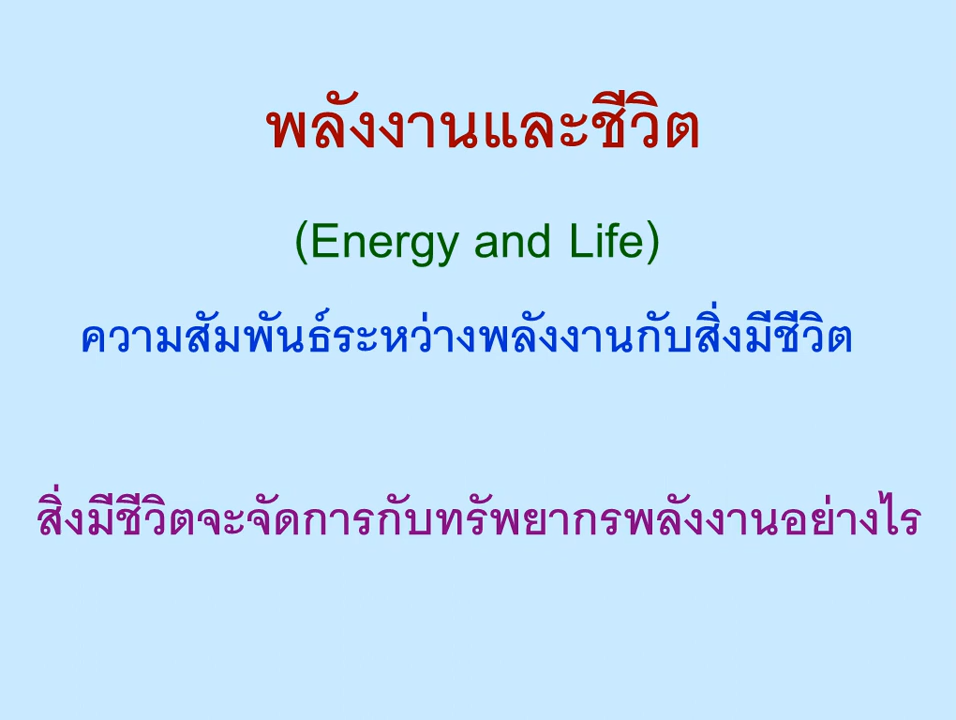 พลังงานและชีวิต
(Energy and Life)
ความสัมพันธ์ระหว่างพลังงานกับสิ่งมีชีวิต
สิ่งมีชีวิตจะจัดการกับทรัพยากรพลังงานอย่างไร